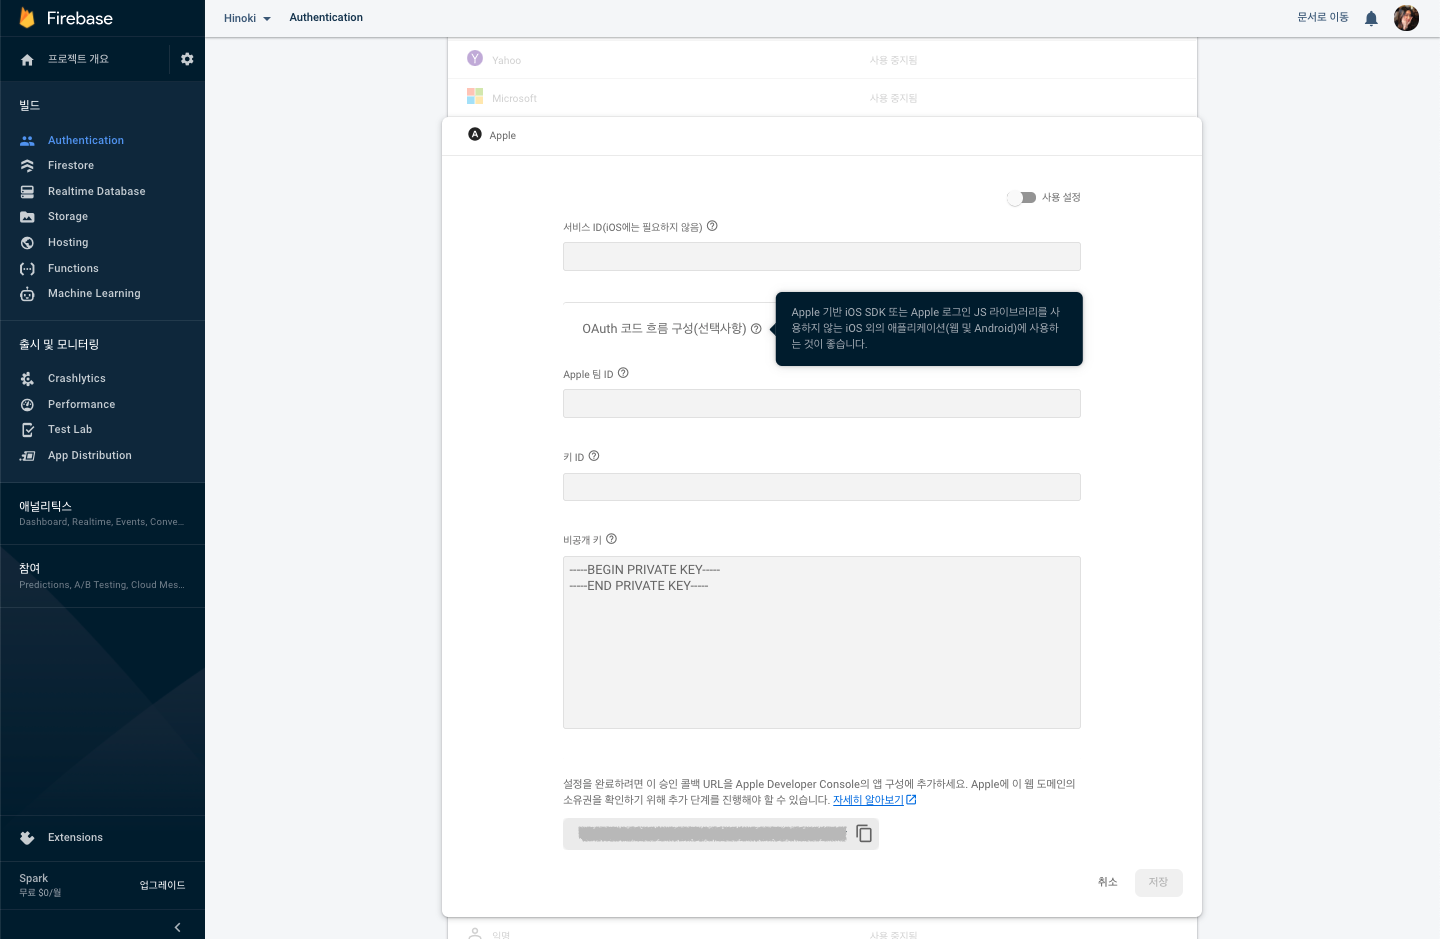 Firebase
Hinoki
Authentication
문서로 이동
프로젝트 개요
빌드
Authentication
Firestore
Realtime Database
Storage
Hosting
Functions
Machine Learning
출시 및 모니터링
Crashlytics
Performance
Test Lab
App Distribution
애널리틱스
Dashboard, Realtime, Events, Conve...
참여
Predictions, A/B Testing, Cloud Mes...
Extensions
Spark
무료 $0/월
업그레이드
Yahoo
사용 중지됨
Microsoft
사용 중지됨
Apple
사용 설정
서비스 ID(iOS에는 필요하지 않음)
OAuth 코드 흐름 구성(선택사항)
Apple 기반 iOS SDK 또는 Apple 로그인 JS 라이브러리를 사
용하지 않는 iOS 외의 애플리케이션(웹 및 Android)에 사용하
는 것이 좋습니다.
Apple 팀 ID
키 ID
비공개 키
-----BEGIN PRIVATE KEY-----
-----END PRIVATE KEY-----
설정을 완료하려면 이 승인 콜백 URL을 Apple Developer Console의 앱 구성에 추가하세요. Apple에 이 웹 도메인의
소유권을 확인하기 위해 추가 단계를 진행해야 할 수 있습니다. 자세히 알아보기
취소
저장
익명
사용 중지됨